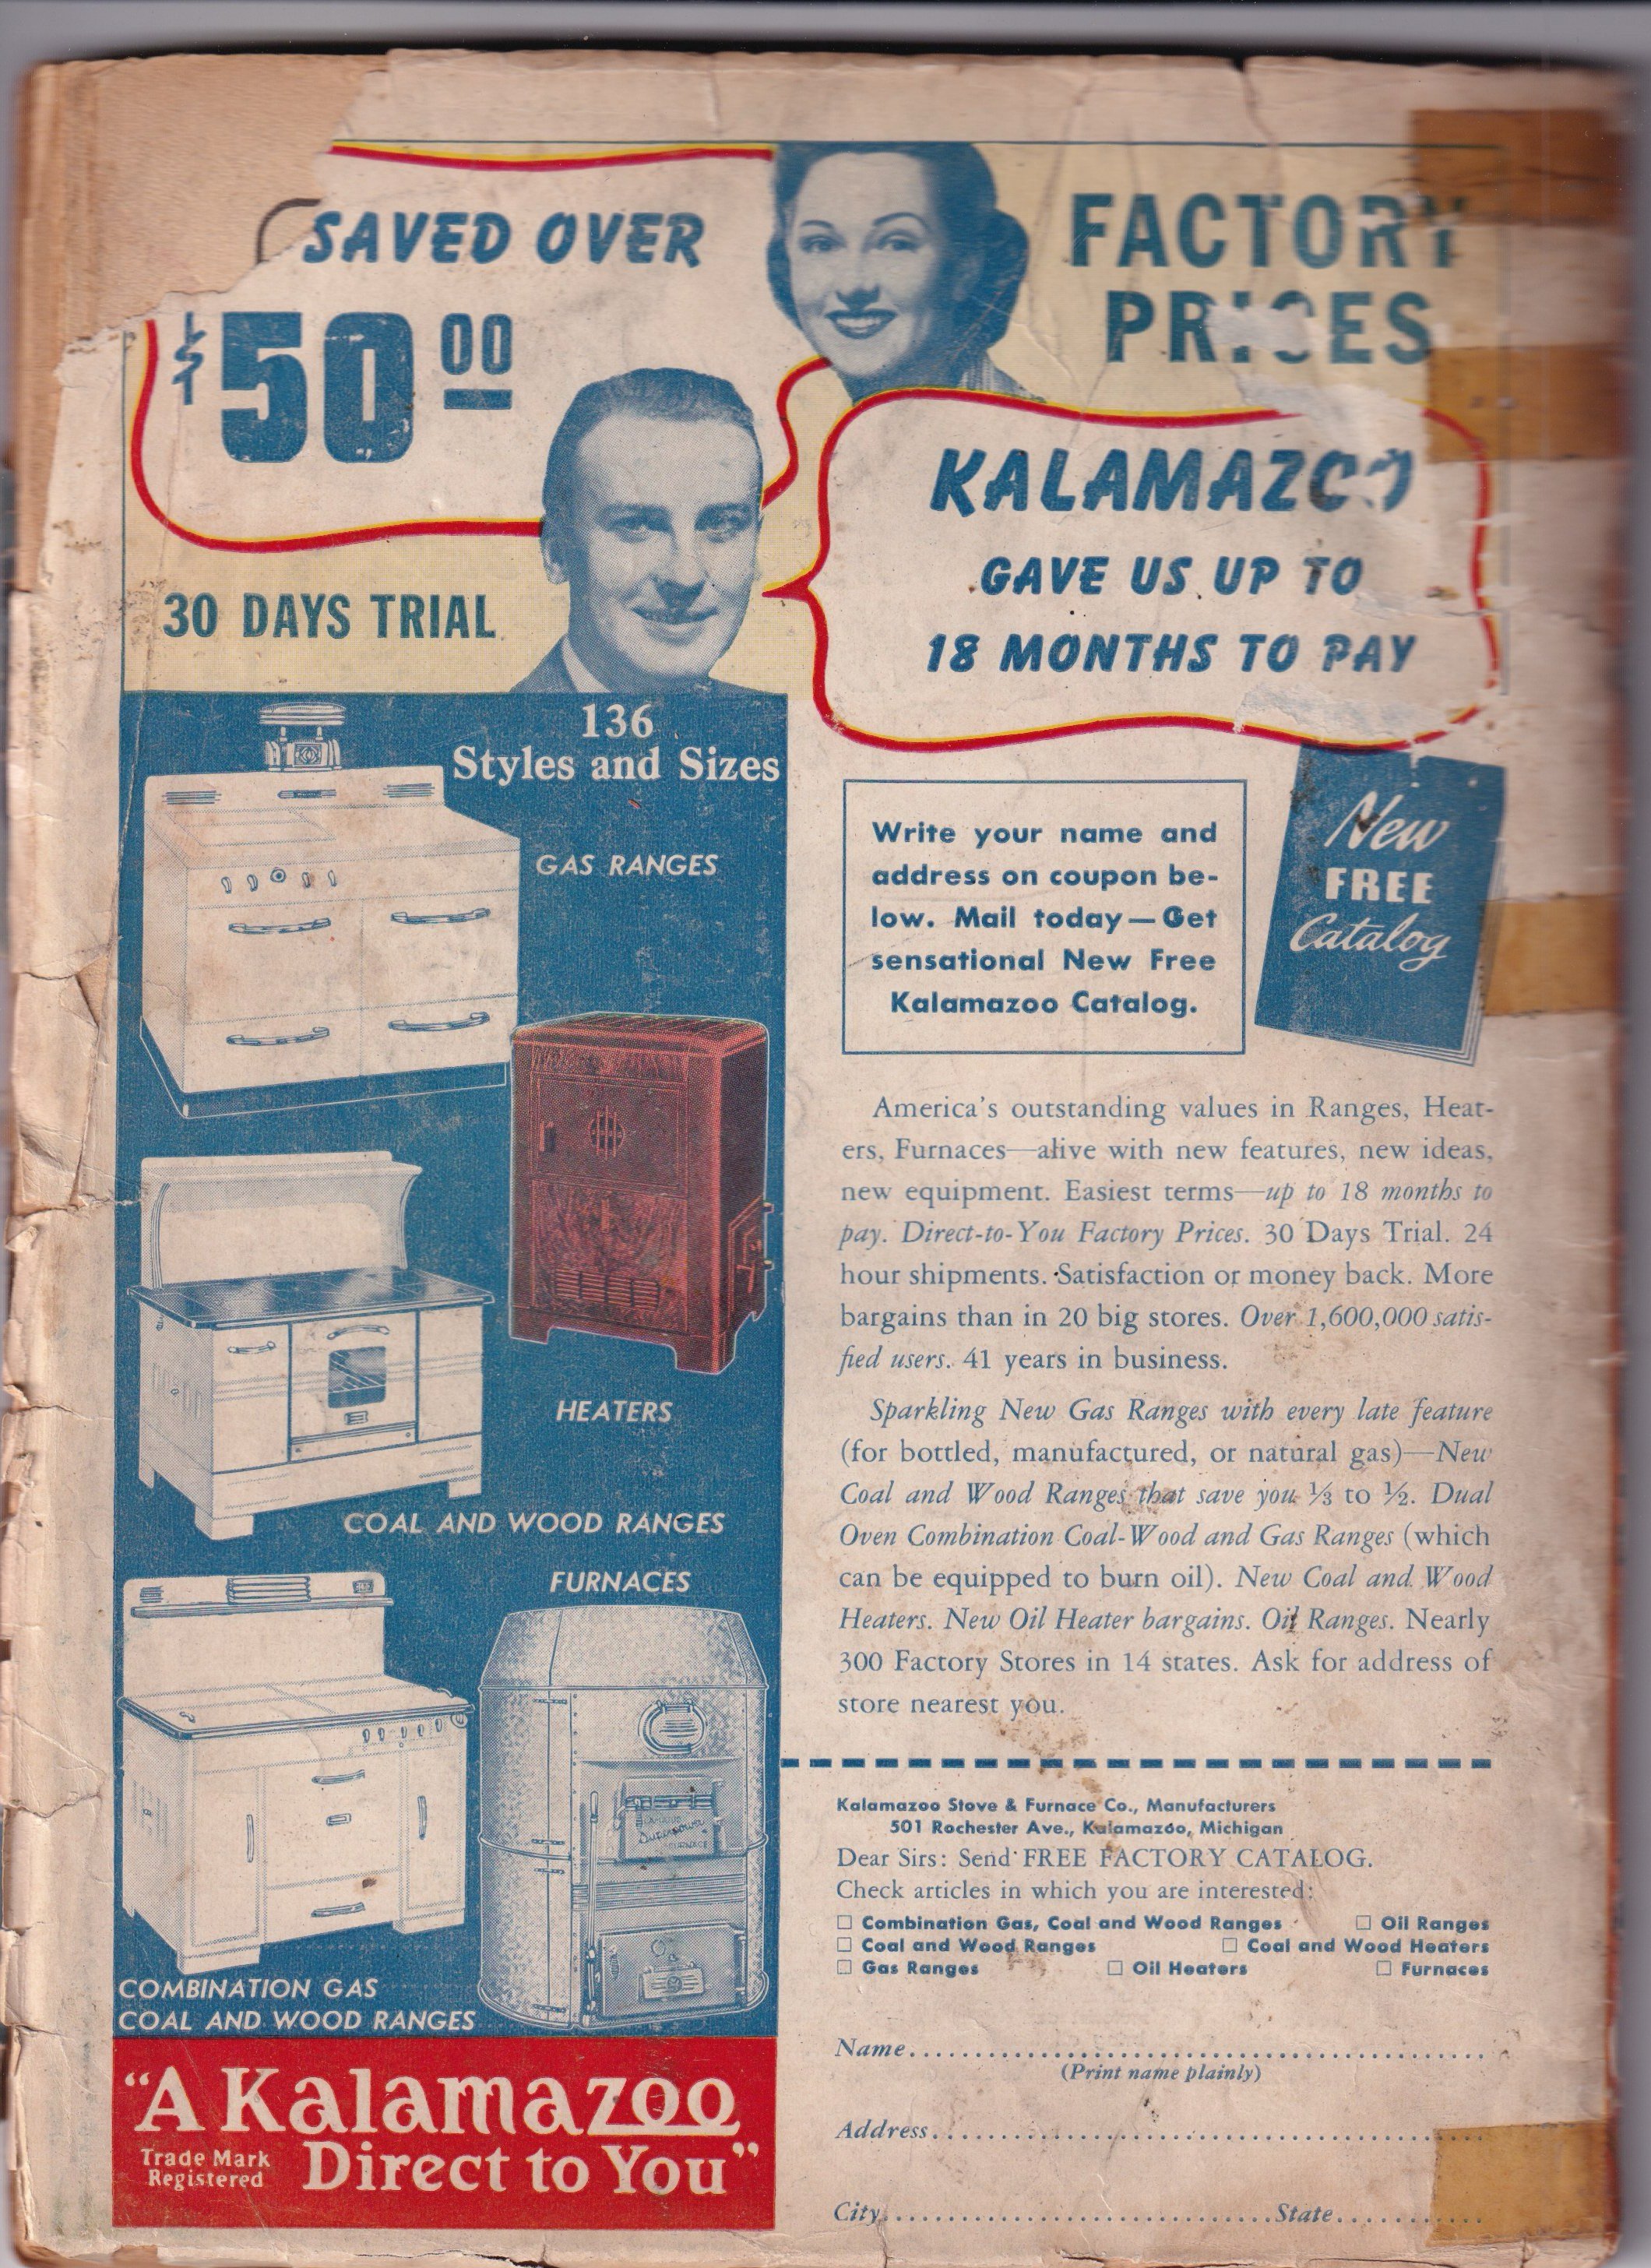 SAVED OVER
$50 00
FACTORY
PRICES
30 DAYS TRIAL
KALAMAZOO
GAVE US UP TO
18 MONTHS TO PAY
136
Styles and Sizes
GAS RANGES
HEATERS
COAL AND WOOD RANGES
FURNACES
COMBINATION GAS
COAL AND WOOD RANGES
"A Kalamazoo
Trade Mark
Registered
Direct to You"
Write your name and
address on coupon be-
low. Mail today—Get
sensational New Free
Kalamazoo Catalog.
New
FREE
Catalog
America's outstanding values in Ranges, Heat-
ers, Furnaces—alive with new features, new ideas,
new equipment. Easiest terms—up to 18 months to
pay. Direct-to-You Factory Prices. 30 Days Trial. 24
hour shipments. Satisfaction or money back. More
bargains than in 20 big stores. Over 1,600,000 satis-
fied users. 41 years in business.
Sparkling New Gas Ranges with every late feature
(for bottled, manufactured, or natural gas)—New
Coal and Wood Ranges that save you ⅓ to ½. Dual
Oven Combination Coal-Wood and Gas Ranges (which
can be equipped to burn oil). New Coal and Wood
Heaters. New Oil Heater bargains. Oil Ranges. Nearly
300 Factory Stores in 14 states. Ask for address of
store nearest you.
Kalamazoo Stove & Furnace Co., Manufacturers
501 Rochester Ave., Kalamazoo, Michigan
Dear Sirs: Send FREE FACTORY CATALOG.
Check articles in which you are interested:
☐ Combination Gas, Coal and Wood Ranges ☐ Oil Ranges
☐ Coal and Wood Ranges ☐ Coal and Wood Heaters
☐ Gas Ranges ☐ Oil Heaters ☐ Furnaces
Name
(Print name plainly)
Address
City State